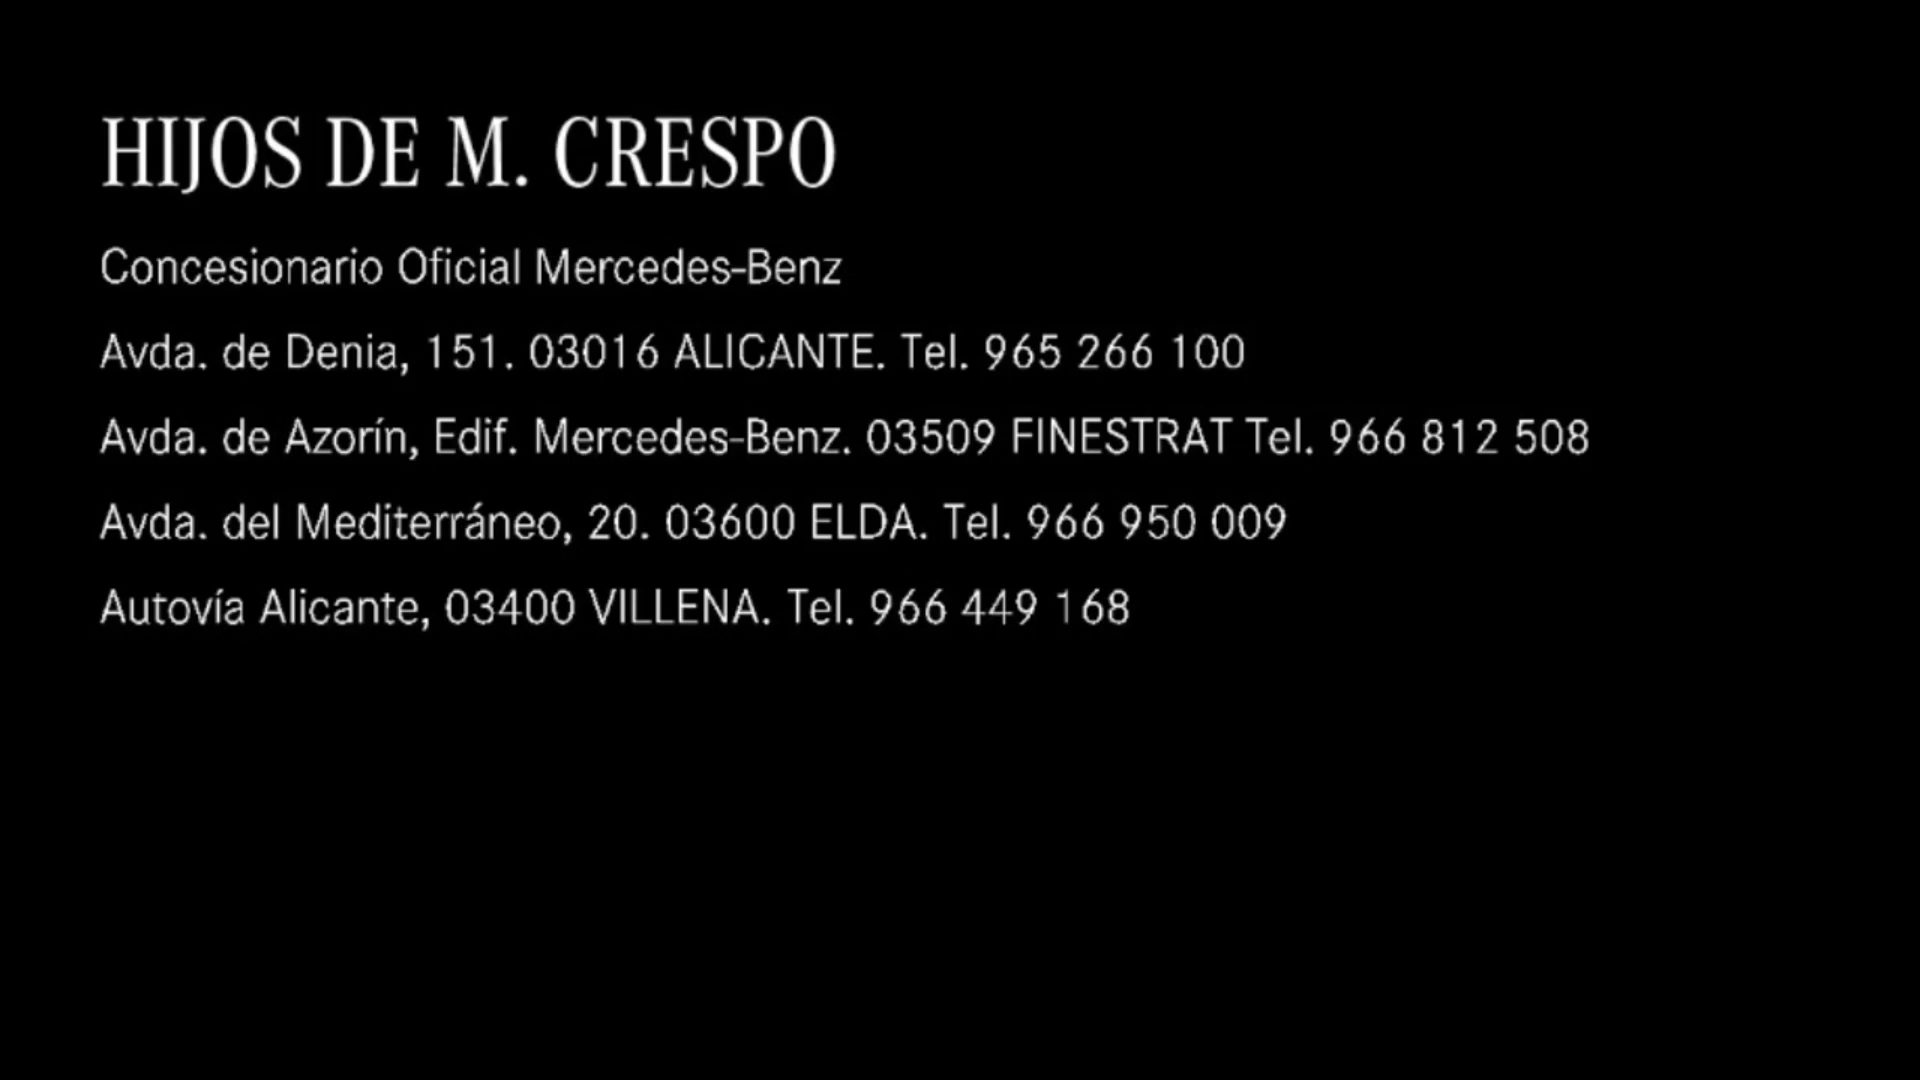 HIJOS DE M. CRESPO
Concesionario Oficial Mercedes-Benz
Avda. de Denia, 151. 03016 ALICANTE. Tel. 965 266 100
Avda. de Azorín, Edif. Mercedes-Benz. 03509 FINESTRAT Tel. 966 812 508
Avda. del Mediterráneo, 20. 03600 ELDA. Tel. 966 950 009
Autovía Alicante, 03400 VILLENA. Tel. 966 449 168